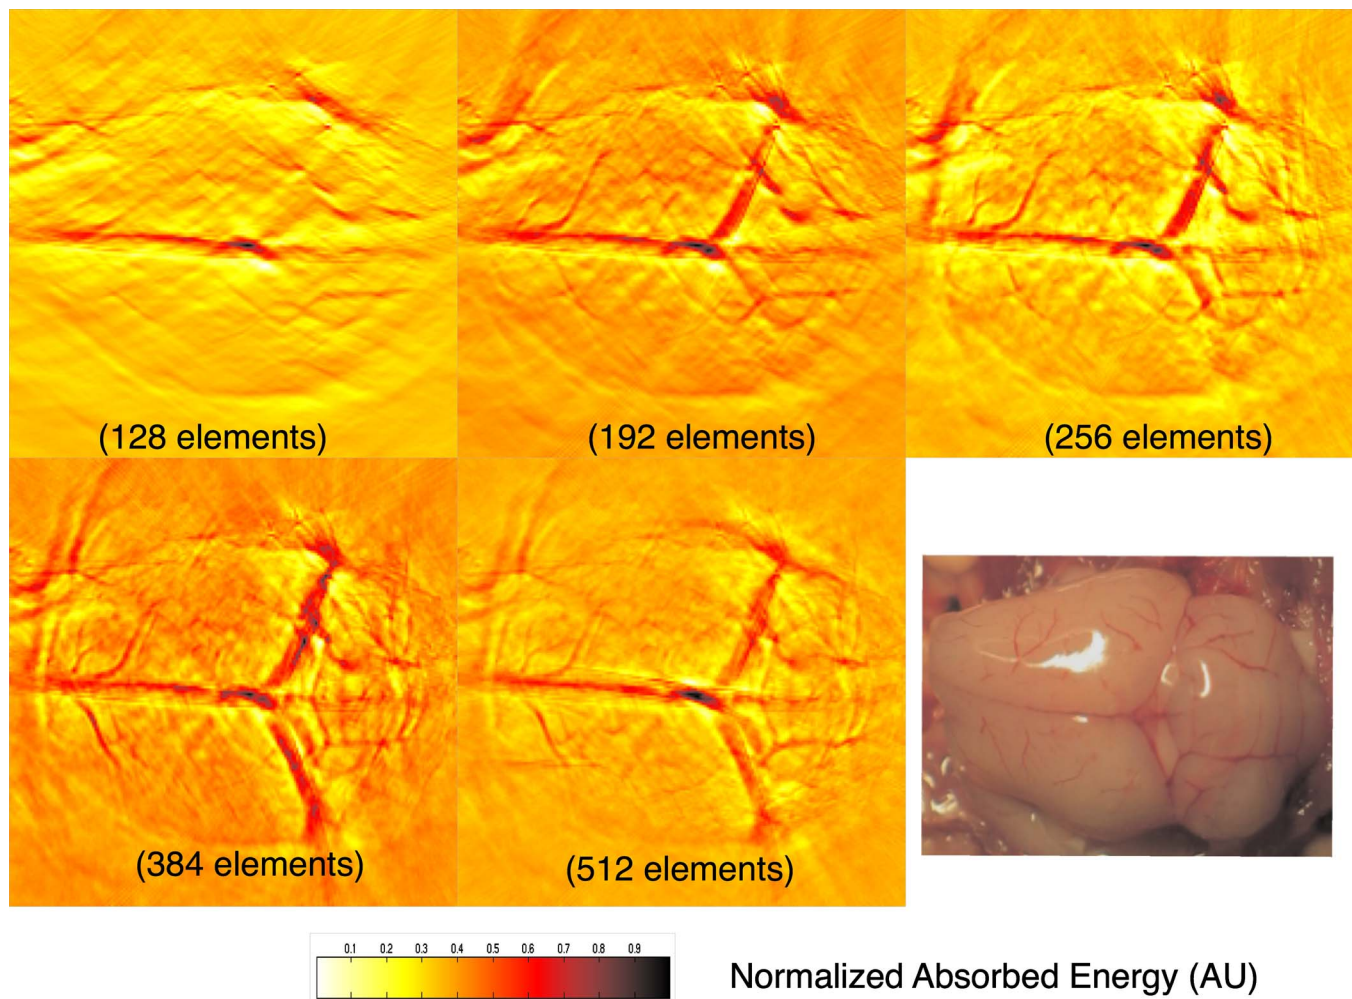 (128 elements)
(192 elements)
(256 elements)
(384 elements)
(512 elements)
0.1 0.2 0.3 0.4 0.5 0.6 0.7 0.8 0.9
Normalized Absorbed Energy (AU)